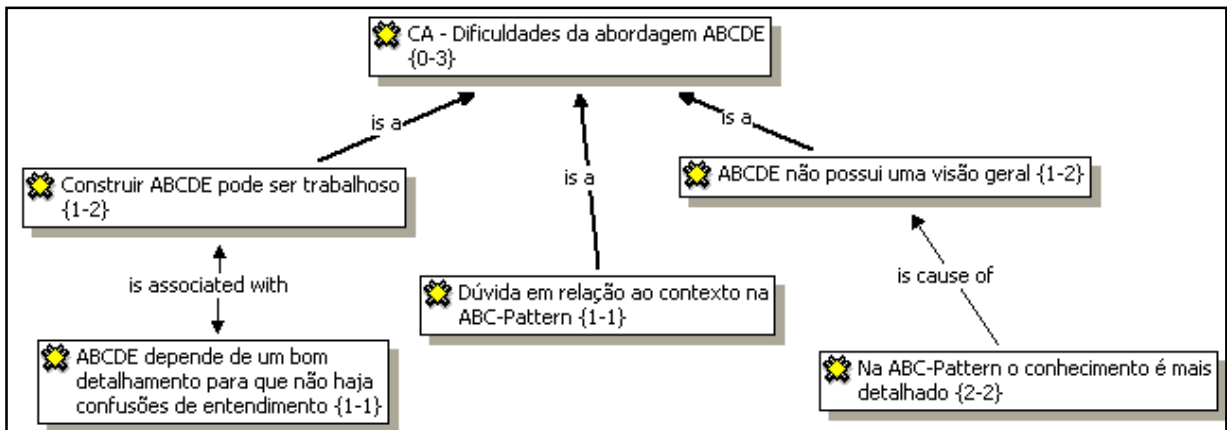 CA - Dificuldades da abordagem ABCDE
{0-3}
is a
is a
is a
Construir ABCDE pode ser trabalhoso
{1-2}
ABCDE não possui uma visão geral {1-2}
is associated with
Dúvida em relação ao contexto na
ABC-Pattern {1-1}
is cause of
ABCDE depende de um bom
detalhamento para que não haja
confusões de entendimento {1-1}
Na ABC-Pattern o conhecimento é mais
detalhado {2-2}